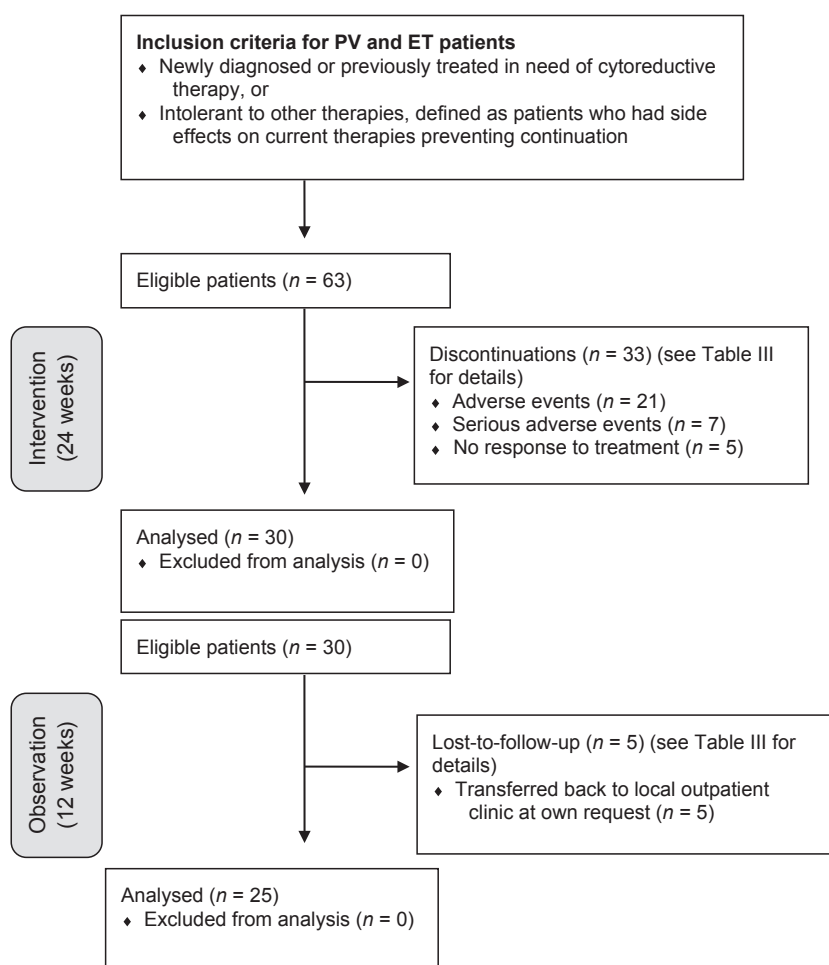 Inclusion criteria for PV and ET patients
♦ Newly diagnosed or previously treated in need of cytoreductive
therapy, or
♦ Intolerant to other therapies, defined as patients who had side
effects on current therapies preventing continuation
Eligible patients (n = 63)
Intervention
(24 weeks)
Discontinuations (n = 33) (see Table III
for details)
♦ Adverse events (n = 21)
♦ Serious adverse events (n = 7)
♦ No response to treatment (n = 5)
Analysed (n = 30)
♦ Excluded from analysis (n = 0)
Eligible patients (n = 30)
Observation
(12 weeks)
Lost-to-follow-up (n = 5) (see Table III for
details)
♦ Transferred back to local outpatient
clinic at own request (n = 5)
Analysed (n = 25)
♦ Excluded from analysis (n = 0)